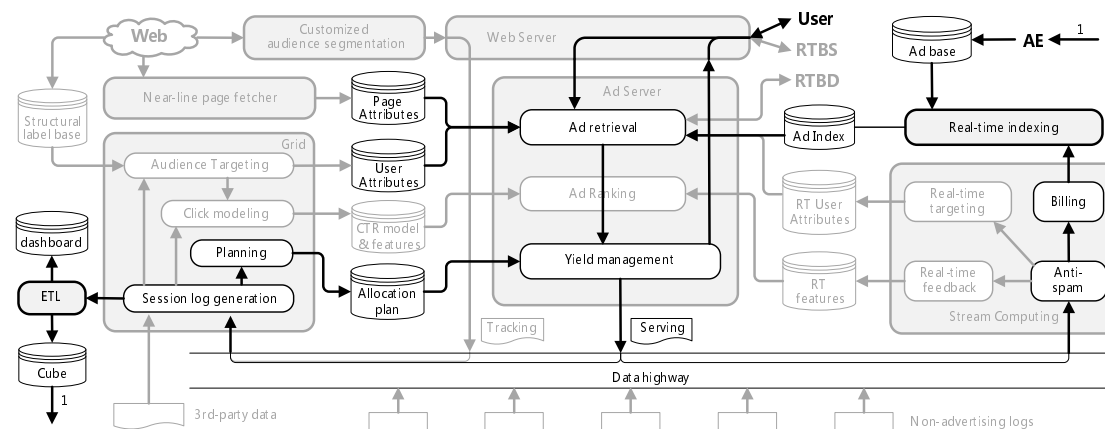 Web
Customized
audience segmentation
Web Server
User
RTBS
RTBD
Ad base
AE
1
Near-line page fetcher
Structural
label base
Page
Attributes
Ad Server
Ad retrieval
Ad Index
Real-time indexing
Grid
Audience Targeting
User
Attributes
Click modeling
CTR model
& features
Ad Ranking
RT User
Attributes
Real-time
targeting
Billing
dashboard
Planning
Yield management
ETL
Session log generation
Allocation
plan
RT
features
Real-time
feedback
Anti-
spam
Stream Computing
Tracking
Serving
Cube
1
Data highway
3rd-party data
Non-advertising logs